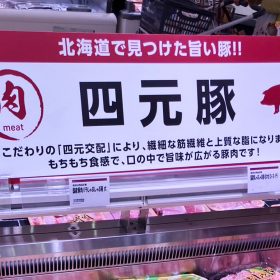 北海道で見つけた旨い豚!!
肉
meat
四元豚
こだわりの「四元交配」により、繊細な筋繊維と上質な脂になりま
もちもち食感で、口の中で旨味が広がる豚肉です!